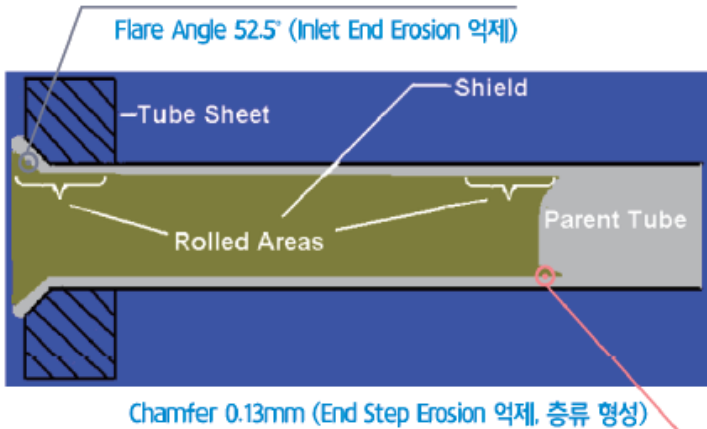 Flare Angle 52.5° (Inlet End Erosion 억제)
Shield
Tube Sheet
Parent Tube
Rolled Areas
Chamfer 0.13mm (End Step Erosion 억제, 층류 형성)